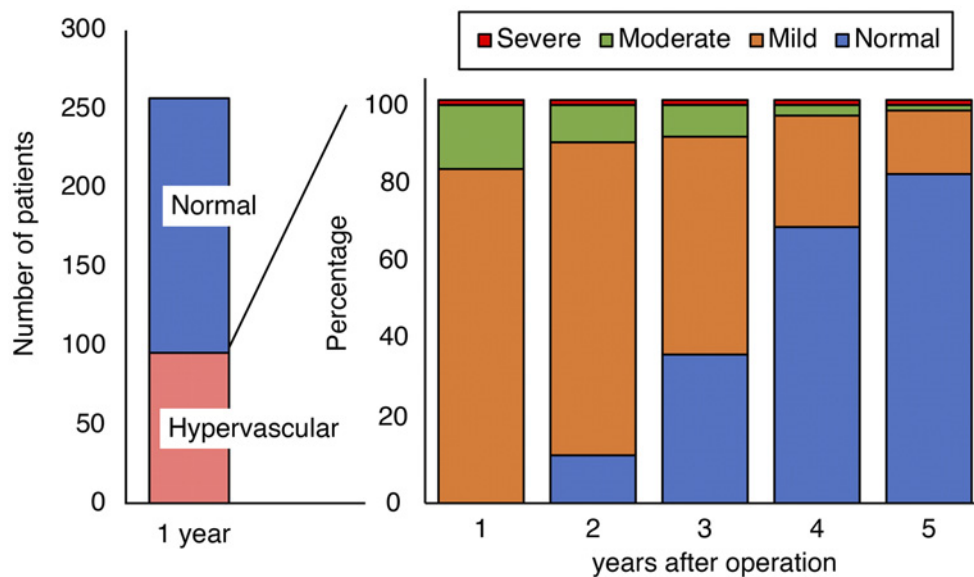 300
250
200
150
100
50
0
Number of patients
Normal
Hypervascular
1 year
Severe Moderate Mild Normal
100
80
60
40
20
0
Percentage
1 2 3 4 5
years after operation